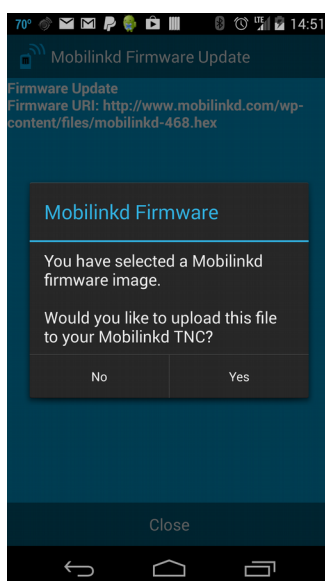 70° 14:51
Mobilinkd Firmware Update
Firmware Update
Firmware URI: http://www.mobilinkd.com/wp-
content/files/mobilinkd-468.hex
Mobilinkd Firmware
You have selected a Mobilinkd
firmware image.
Would you like to upload this file
to your Mobilinkd TNC?
No Yes
Close